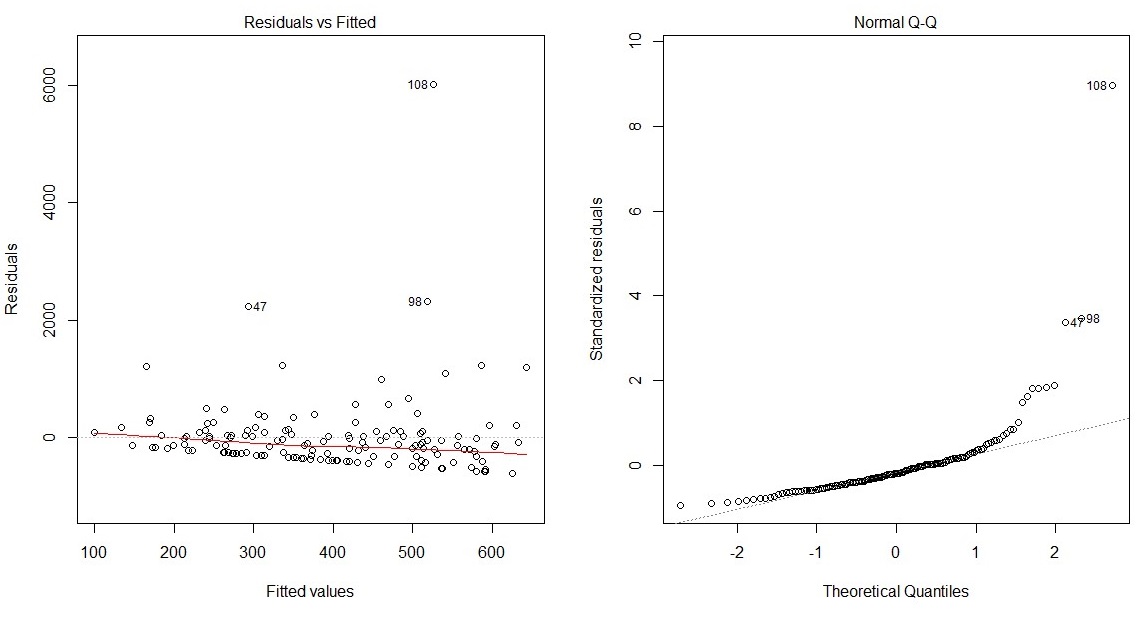 Residuals vs Fitted
Residuals
6000
4000
2000
0
108
47
98
100 200 300 400 500 600
Fitted values
Normal Q-Q
Standardized residuals
10
8
6
4
2
0
108
47 98
-2 -1 0 1 2
Theoretical Quantiles